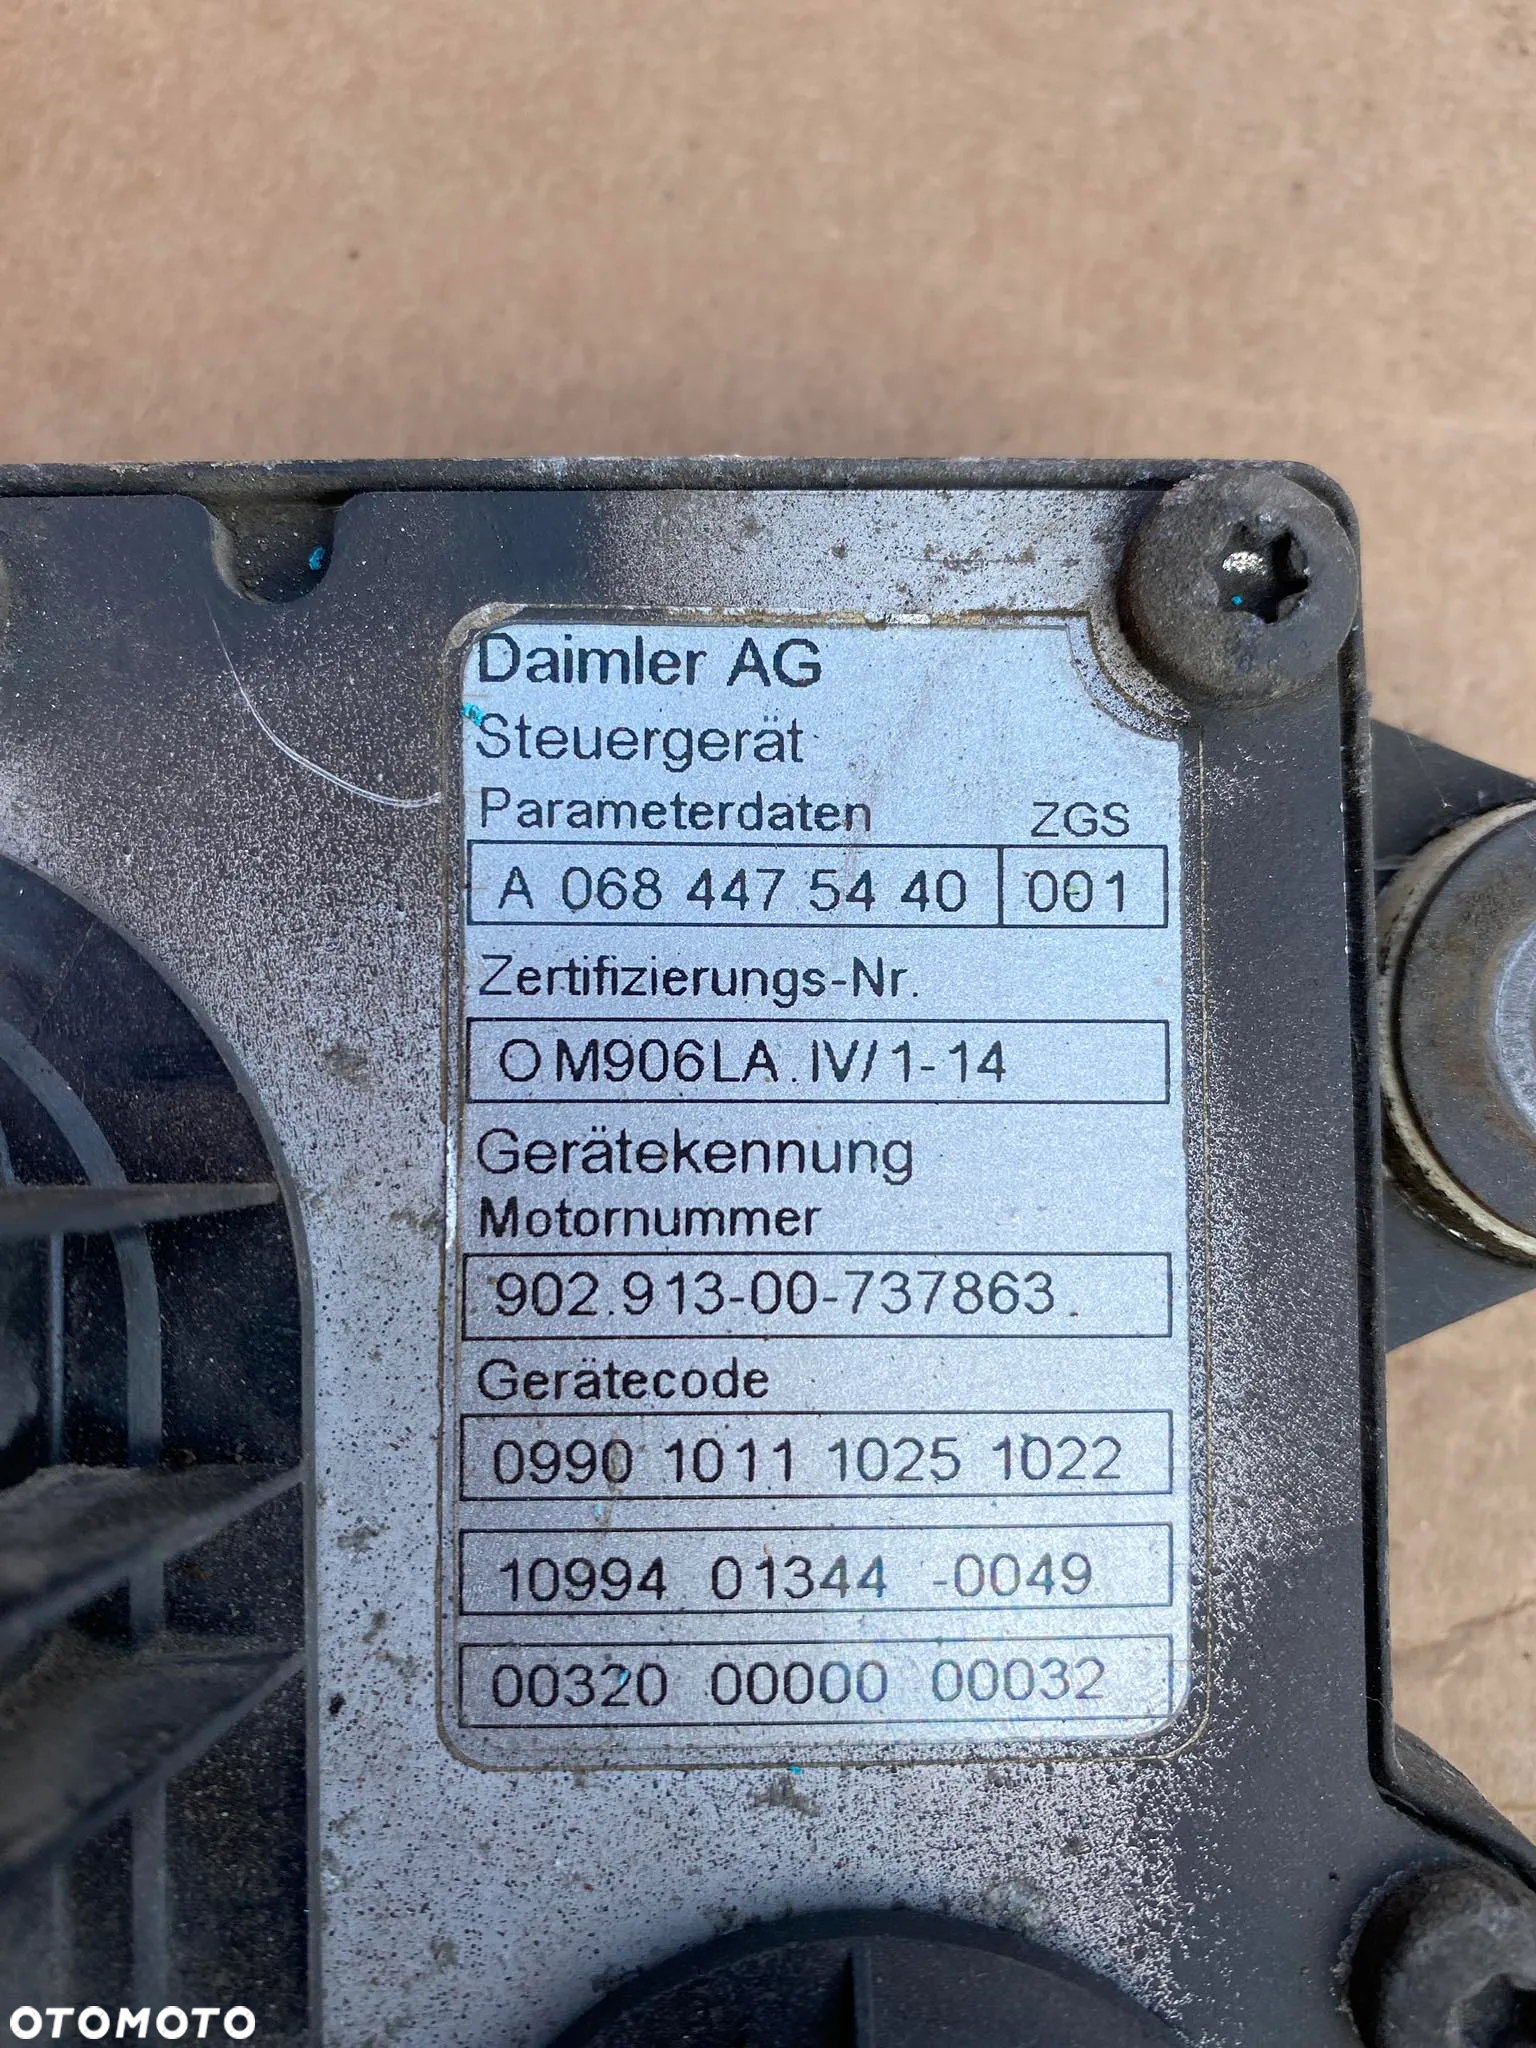 Daimler AG
Steuergerät
Parameterdaten ZGS
A 068 447 54 40 001
Zertifizierungs-Nr.
OM906LA.IV/1-14
Gerätekennung
Motornummer
902.913-00-737863
Gerätecode
0990 1011 1025 1022
10994 01344 -0049
00320 00000 00032
OTOMOTO